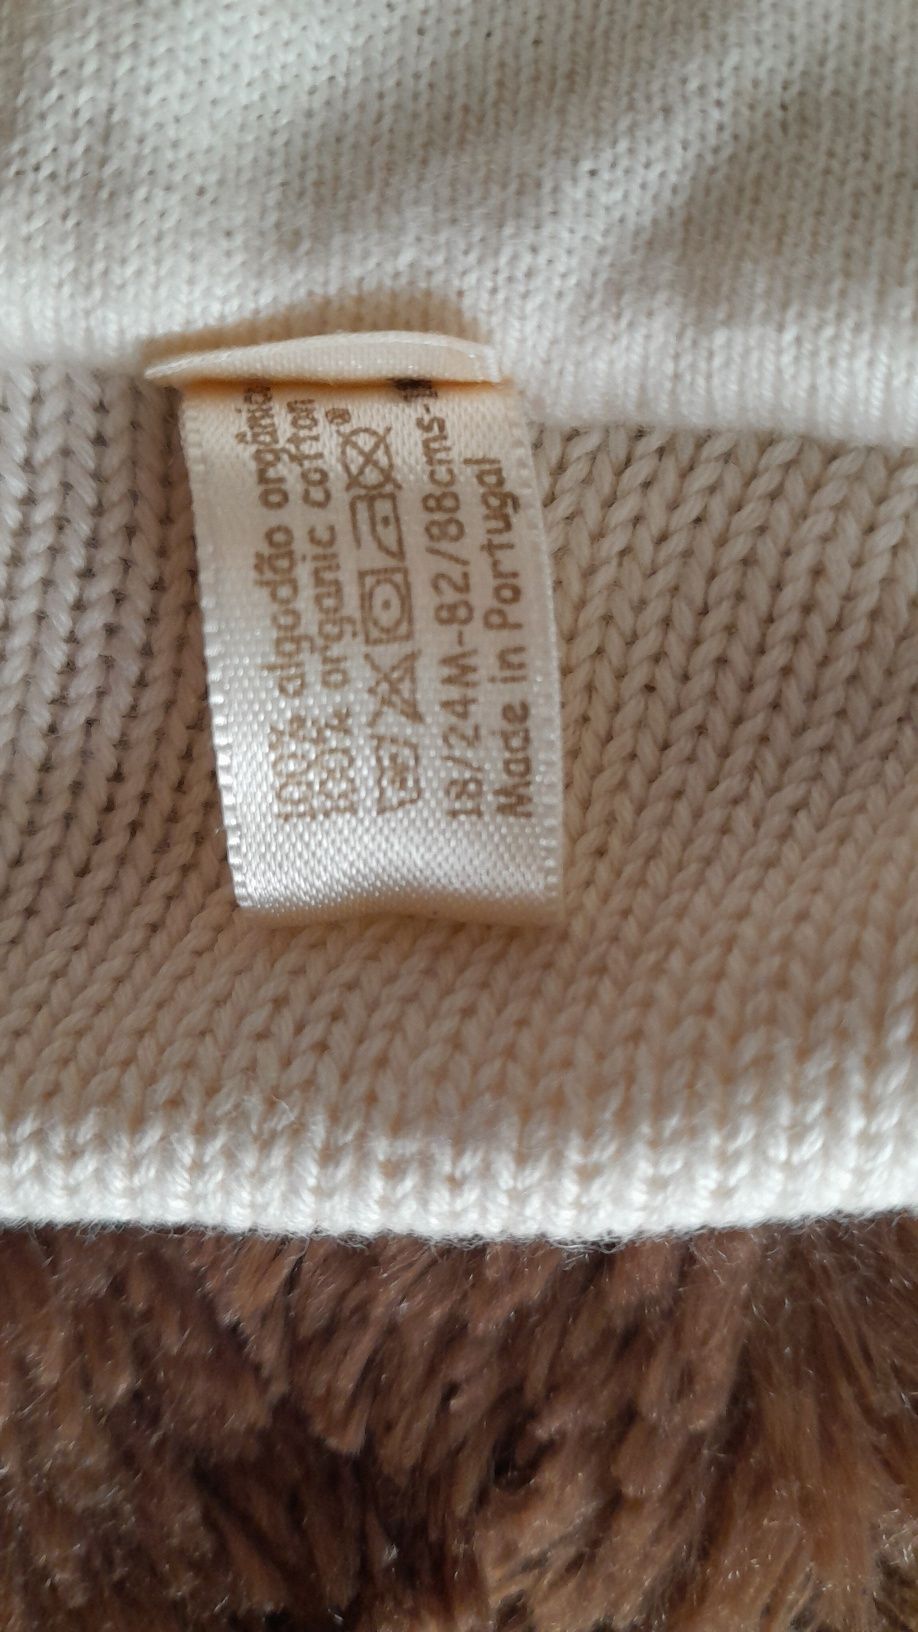 100% algodão orgânico
100% organic cotton
18/24M-82/88cms-
Made in Portugal